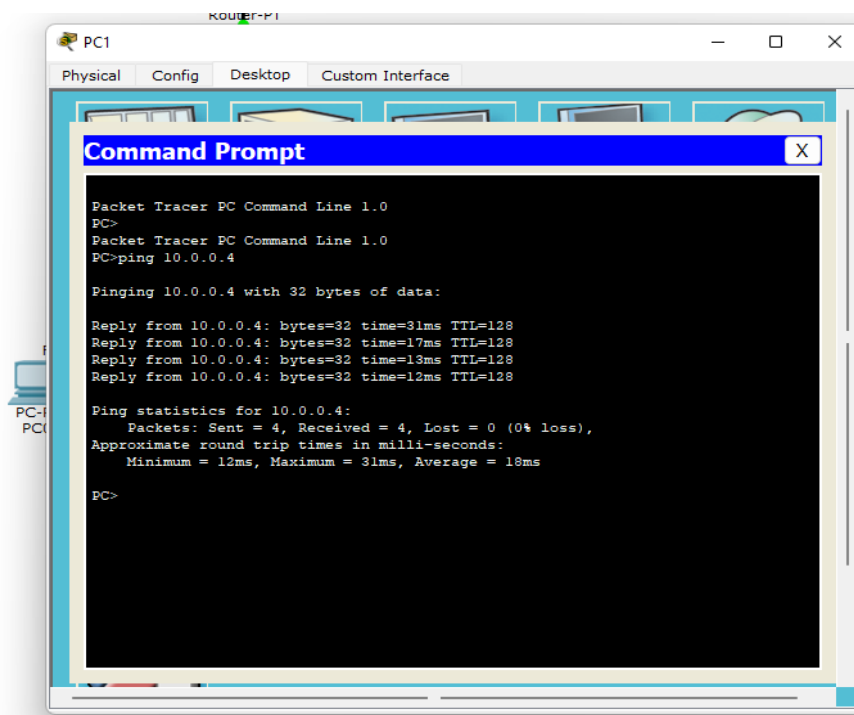 Router-PT
PC1
Physical Config Desktop Custom Interface
Command Prompt
X
Packet Tracer PC Command Line 1.0
PC>
Packet Tracer PC Command Line 1.0
PC>ping 10.0.0.4
Pinging 10.0.0.4 with 32 bytes of data:
Reply from 10.0.0.4: bytes=32 time=31ms TTL=128
Reply from 10.0.0.4: bytes=32 time=17ms TTL=128
Reply from 10.0.0.4: bytes=32 time=13ms TTL=128
Reply from 10.0.0.4: bytes=32 time=12ms TTL=128
Ping statistics for 10.0.0.4:
Packets: Sent = 4, Received = 4, Lost = 0 (0% loss),
Approximate round trip times in milli-seconds:
Minimum = 12ms, Maximum = 31ms, Average = 18ms
PC>